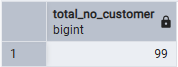 total_no_customer
bigint
1 99